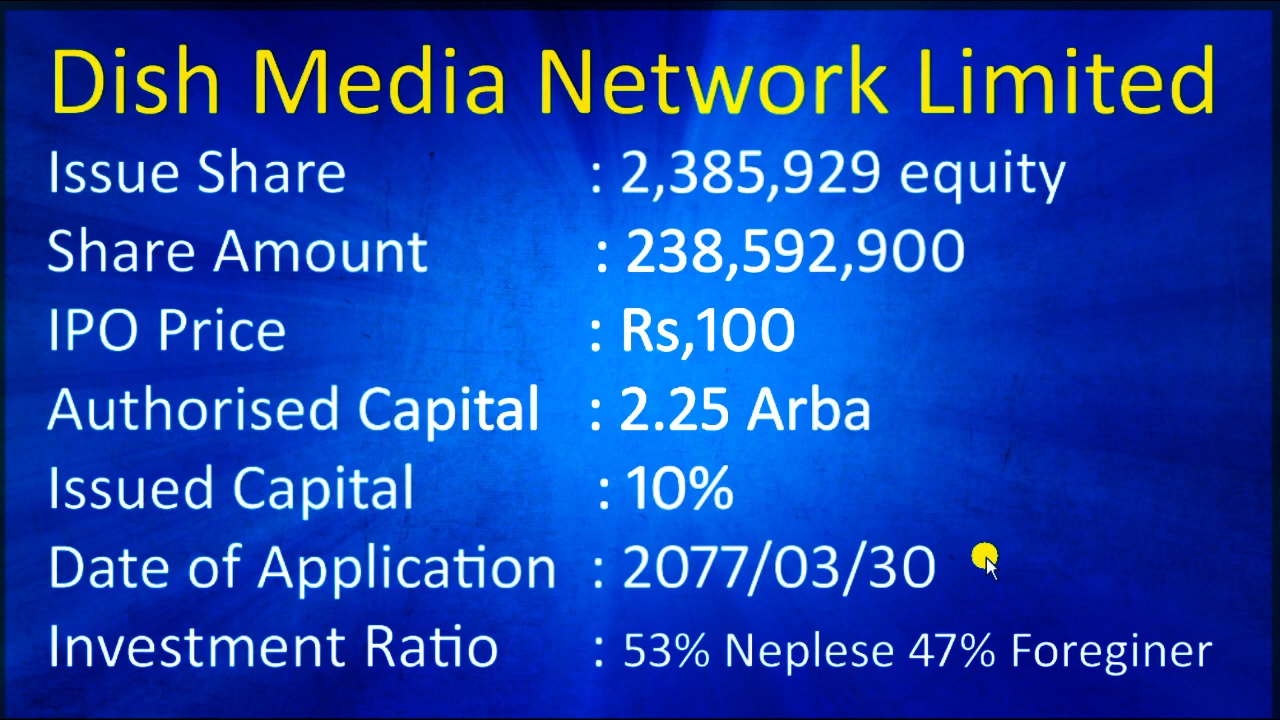 Dish Media Network Limited
Issue Share : 2,385,929 equity
Share Amount : 238,592,900
IPO Price : Rs,100
Authorised Capital : 2.25 Arba
Issued Capital : 10%
Date of Application : 2077/03/30
Investment Ratio : 53% Neplese 47% Foreginer